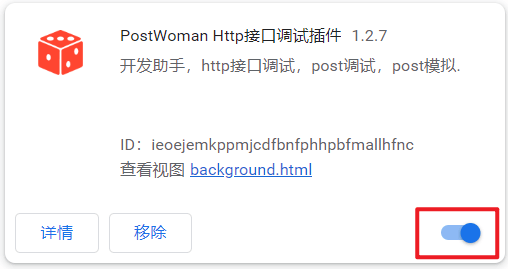 PostWoman Http接口调试插件 1.2.7
开发助手，http接口调试，post调试，post模拟.
ID：ieoejemkppmjcdfbnfphhpbfmallhfnc
查看视图 background.html
详情 移除